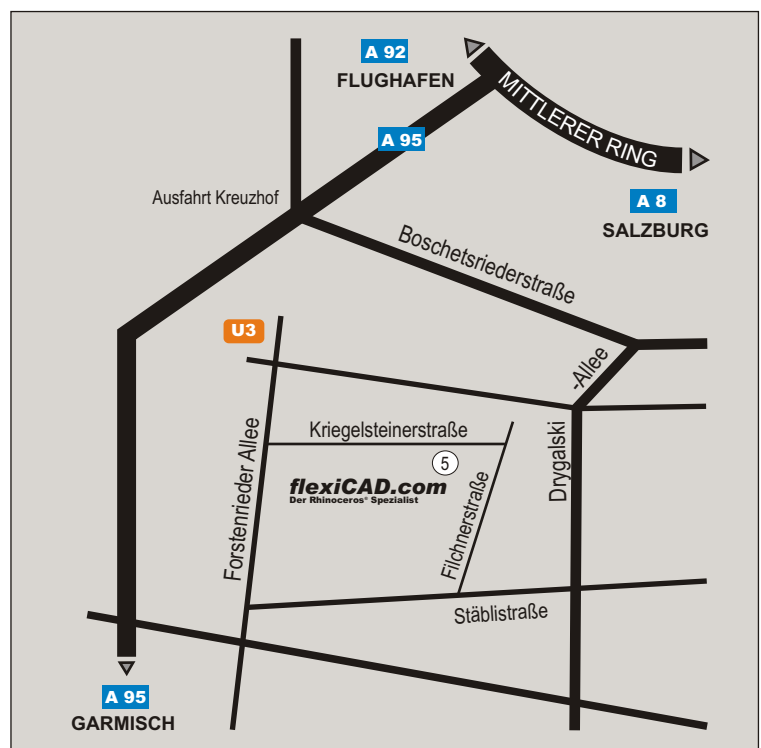 A 92
FLUGHAFEN
MITTLERER RING
A 95
A 8
SALZBURG
Ausfahrt Kreuzhof
Boschetsriederstraße
U3
-Allee
Drygalski
Kriegelsteinerstraße
5
flexiCAD.com
Der Rhinoceros® Spezialist
Forstenrieder Allee
Filchnerstraße
Stäblistraße
A 95
GARMISCH